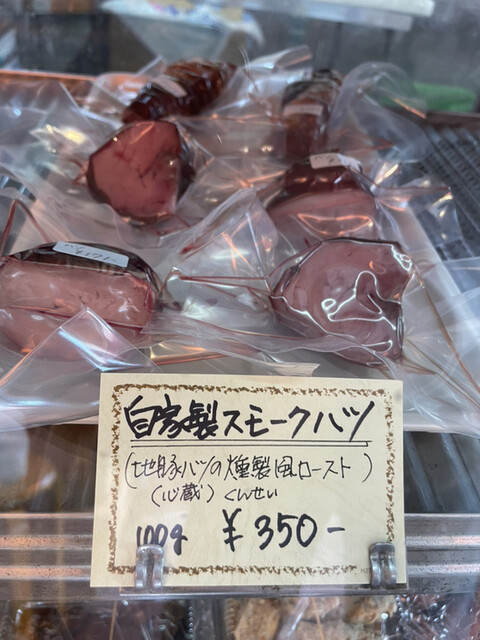 自家製スモークハツ
(地豚ハツの燻製風ロースト)
(心蔵) くんせい
100g ¥350-